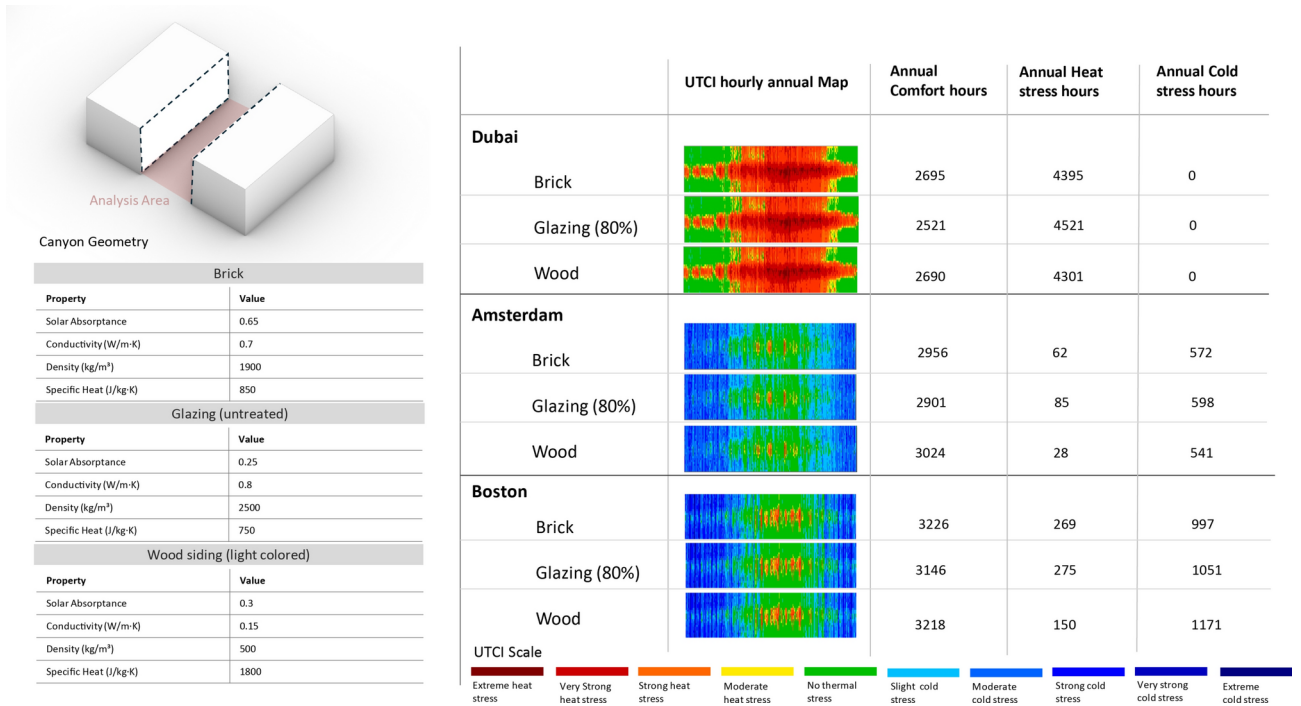 Analysis Area
Canyon Geometry
Brick
Property Value
Solar Absorptance 0.65
Conductivity (W/m·K) 0.7
Density (kg/m³) 1900
Specific Heat (J/kg·K) 850
Glazing (untreated)
Property Value
Solar Absorptance 0.25
Conductivity (W/m·K) 0.8
Density (kg/m³) 2500
Specific Heat (J/kg·K) 750
Wood siding (light colored)
Property Value
Solar Absorptance 0.3
Conductivity (W/m·K) 0.15
Density (kg/m³) 500
Specific Heat (J/kg·K) 1800
UTCI hourly annual Map
Annual
Comfort hours
Annual Heat
stress hours
Annual Cold
stress hours
Dubai
Brick 2695 4395 0
Glazing (80%) 2521 4521 0
Wood 2690 4301 0
Amsterdam
Brick 2956 62 572
Glazing (80%) 2901 85 598
Wood 3024 28 541
Boston
Brick 3226 269 997
Glazing (80%) 3146 275 1051
Wood 3218 150 1171
UTCI Scale
Extreme heat
stress
Very Strong
heat stress
Strong heat
stress
Moderate
heat stress
No thermal
stress
Slight cold
stress
Moderate
cold stress
Strong cold
stress
Very strong
cold stress
Extreme
cold stress